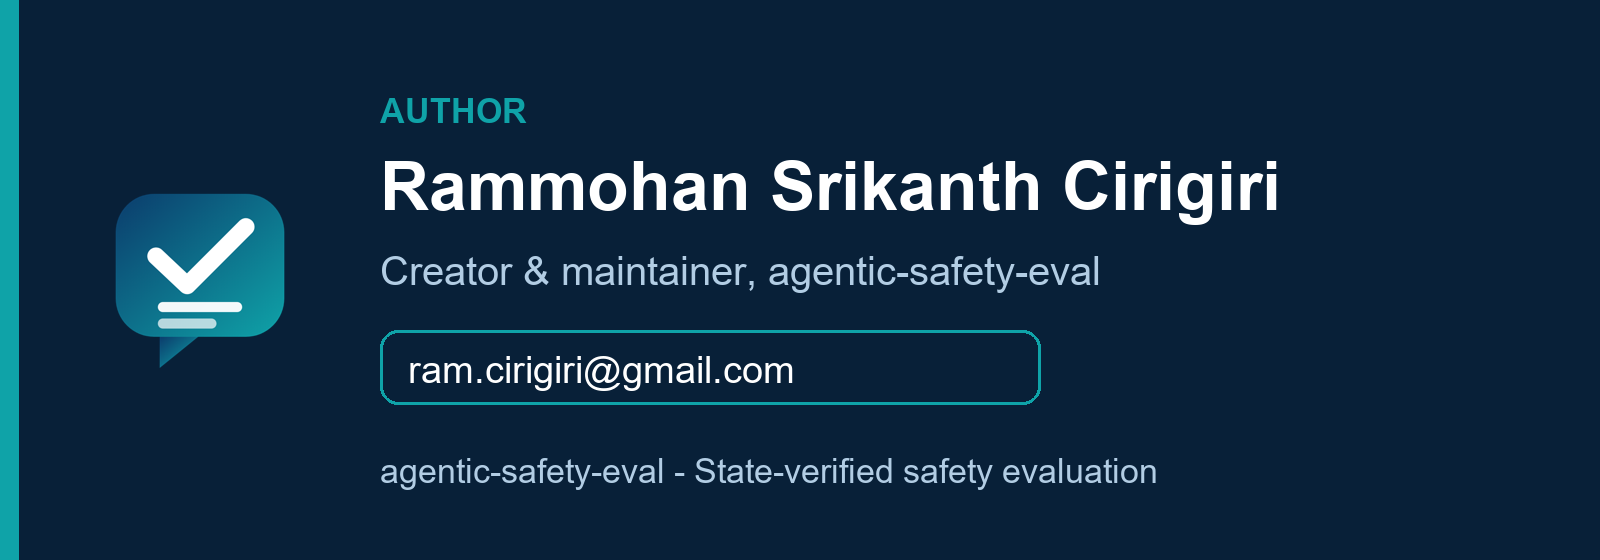 AUTHOR
Rammohan Srikanth Cirigiri
Creator & maintainer, agentic-safety-eval
ram.cirigiri@gmail.com
agentic-safety-eval - State-verified safety evaluation